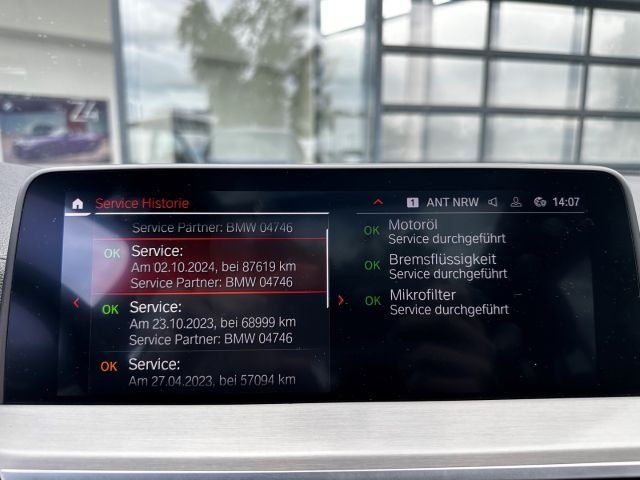 Z4
Service Historie
1 ANT NRW 14:07
Service Partner: BMW 04746
OK Service:
Am 02.10.2024, bei 87619 km
Service Partner: BMW 04746
OK Service:
Am 23.10.2023, bei 68999 km
Service Partner: BMW 04746
OK Service:
Am 27.04.2023, bei 57094 km
OK Motoröl
Service durchgeführt
OK Bremsflüssigkeit
Service durchgeführt
OK Mikrofilter
Service durchgeführt